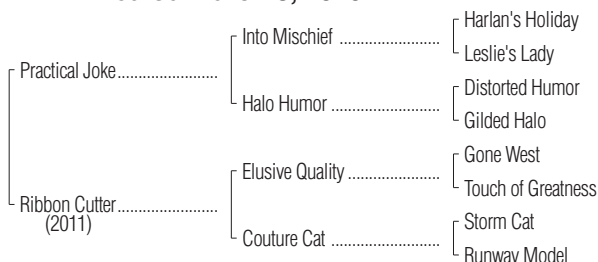 Harlan's Holiday
Into Mischief
Leslie's Lady
Practical Joke
Distorted Humor
Halo Humor
Gilded Halo
Gone West
Elusive Quality
Touch of Greatness
Ribbon Cutter
(2011)
Storm Cat
Couture Cat
Runway Model